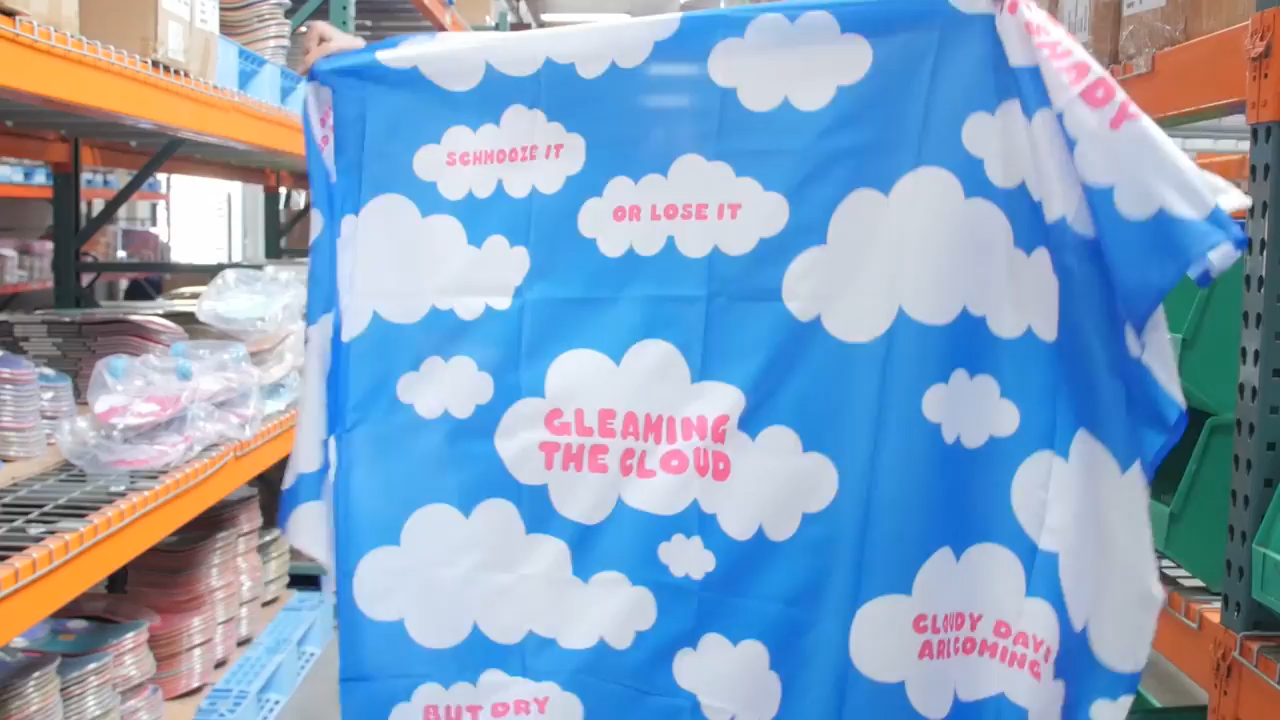 SCHMOOZE IT
OR LOSE IT
GLEAMING
THE CLOUD
CLOUDY DAYS
ARE COMING
BUT DRY